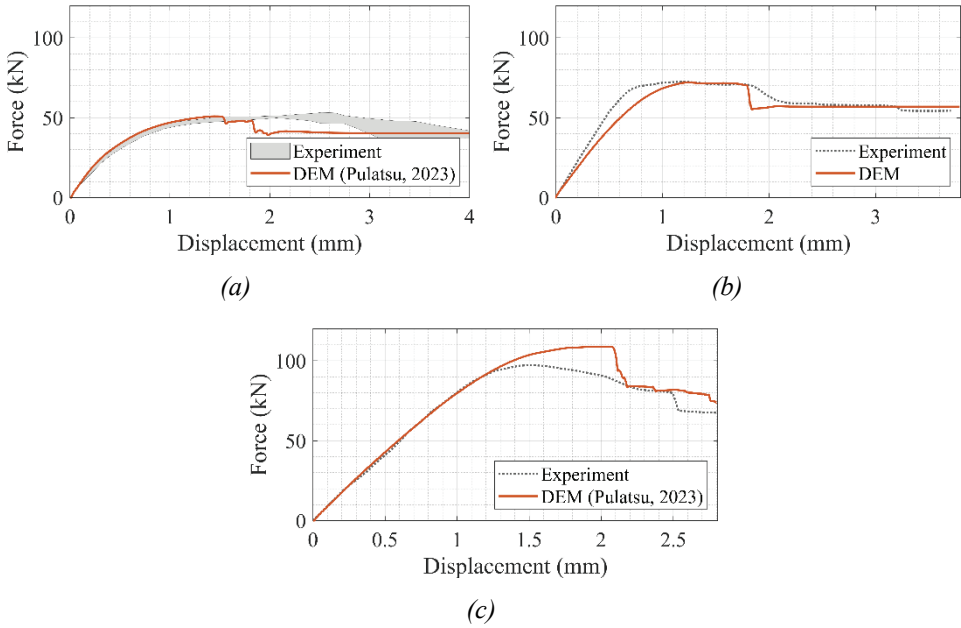 100
50
0
Force (kN)
0 1 2 3 4
Displacement (mm)
Experiment
DEM (Pulatsu, 2023)
(a)
100
50
0
Force (kN)
0 1 2 3
Displacement (mm)
Experiment
DEM
(b)
100
50
0
Force (kN)
0 0.5 1 1.5 2 2.5
Displacement (mm)
Experiment
DEM (Pulatsu, 2023)
(c)